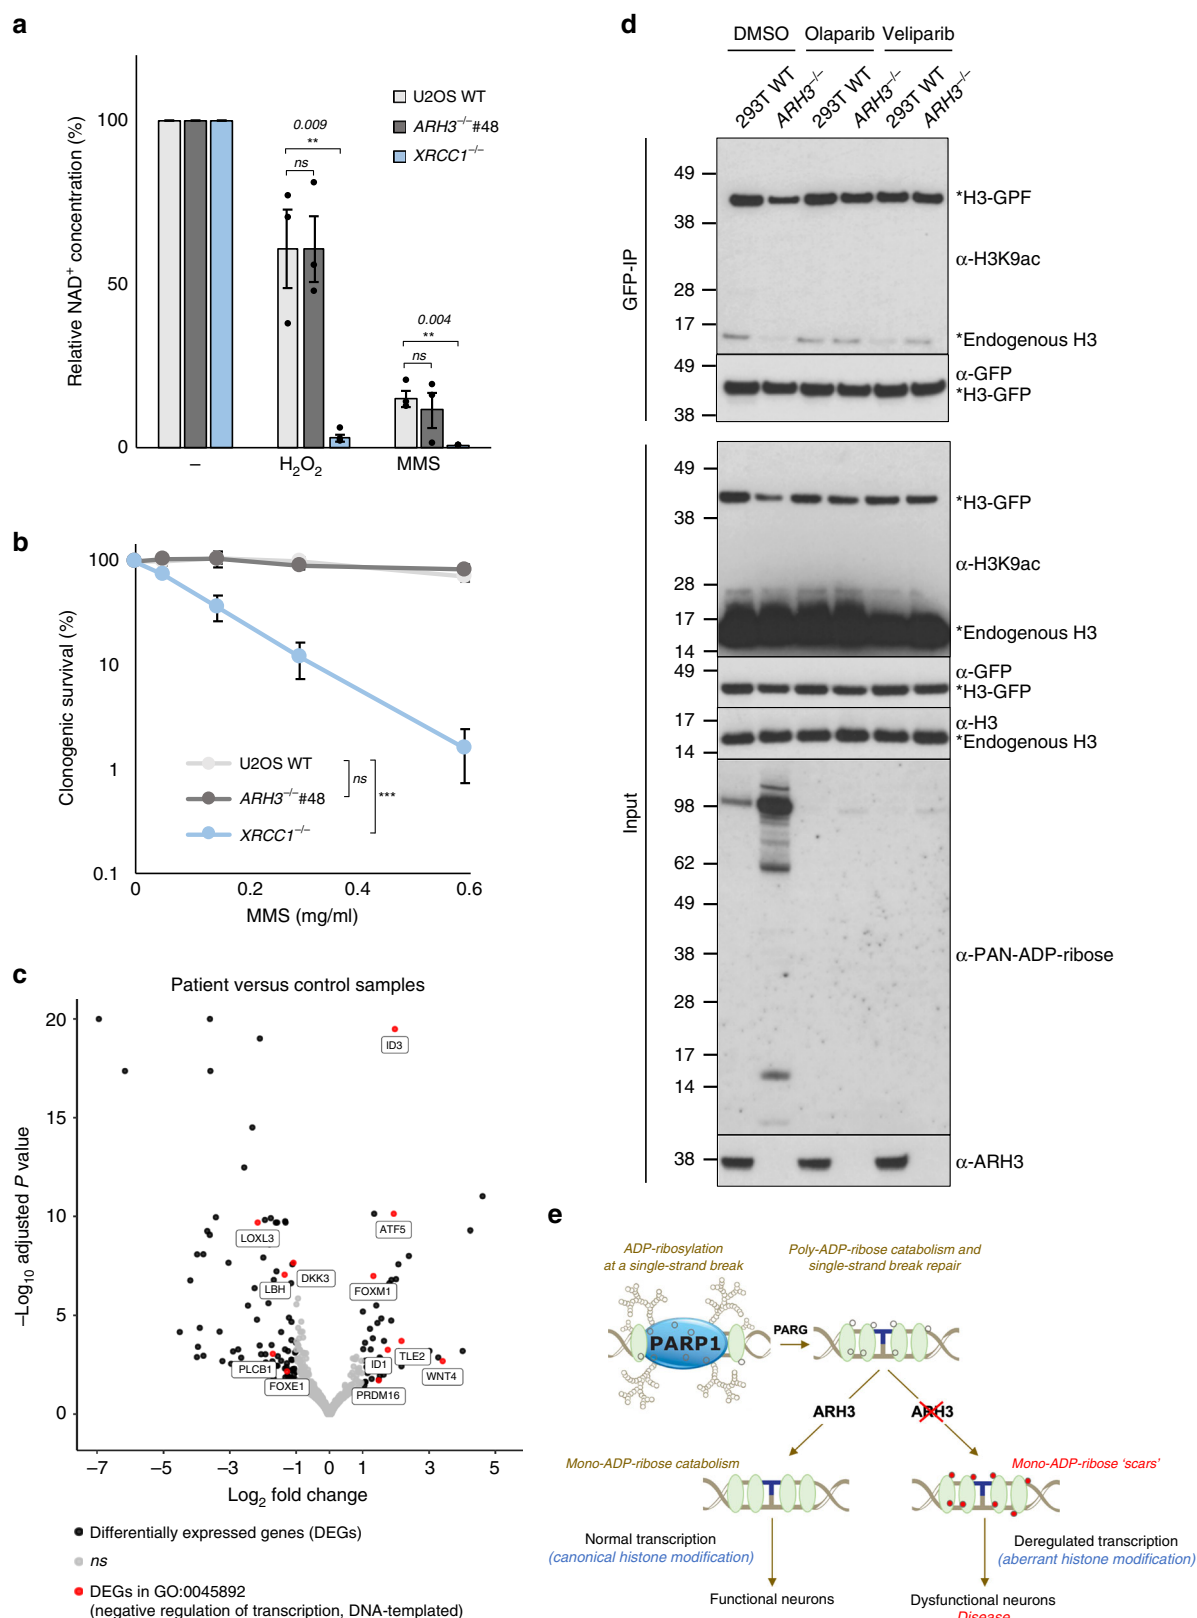 a
Relative NAD+ concentration (%)
100
50
0
U2OS WT
ARH3–/–#48
XRCC1–/–
0.009
**
ns
0.004
**
ns
–
H2O2
MMS
b
Clonogenic survival (%)
100
10
1
0.1
U2OS WT
ARH3–/–#48
XRCC1–/–
ns
***
0
0.2
0.4
0.6
MMS (mg/ml)
c
Patient versus control samples
–Log10 adjusted P value
20
15
10
5
0
ID3
LOXL3
ATF5
DKK3
LBH
FOXM1
PLCB1
ID1
TLE2
WNT4
FOXE1
PRDM16
–7
–5
–3
–1
0
1
3
5
Log2 fold change
Differentially expressed genes (DEGs)
ns
DEGs in GO:0045892
(negative regulation of transcription, DNA-templated)
d
DMSO
Olaparib
Veliparib
293T WT
ARH3–/–
293T WT
ARH3–/–
293T WT
ARH3–/–
GFP-IP
49
38
28
17
49
38
*H3-GPF
α-H3K9ac
*Endogenous H3
α-GFP
*H3-GFP
Input
49
38
28
17
14
49
17
14
98
62
49
38
28
17
14
38
*H3-GFP
α-H3K9ac
*Endogenous H3
α-GFP
*H3-GFP
α-H3
*Endogenous H3
α-PAN-ADP-ribose
α-ARH3
e
ADP-ribosylation
at a single-strand break
Poly-ADP-ribose catabolism and
single-strand break repair
PARP1
PARG
ARH3
ARH3
Mono-ADP-ribose catabolism
Mono-ADP-ribose ‘scars’
Normal transcription
(canonical histone modification)
Deregulated transcription
(aberrant histone modification)
Functional neurons
Dysfunctional neurons
Disease